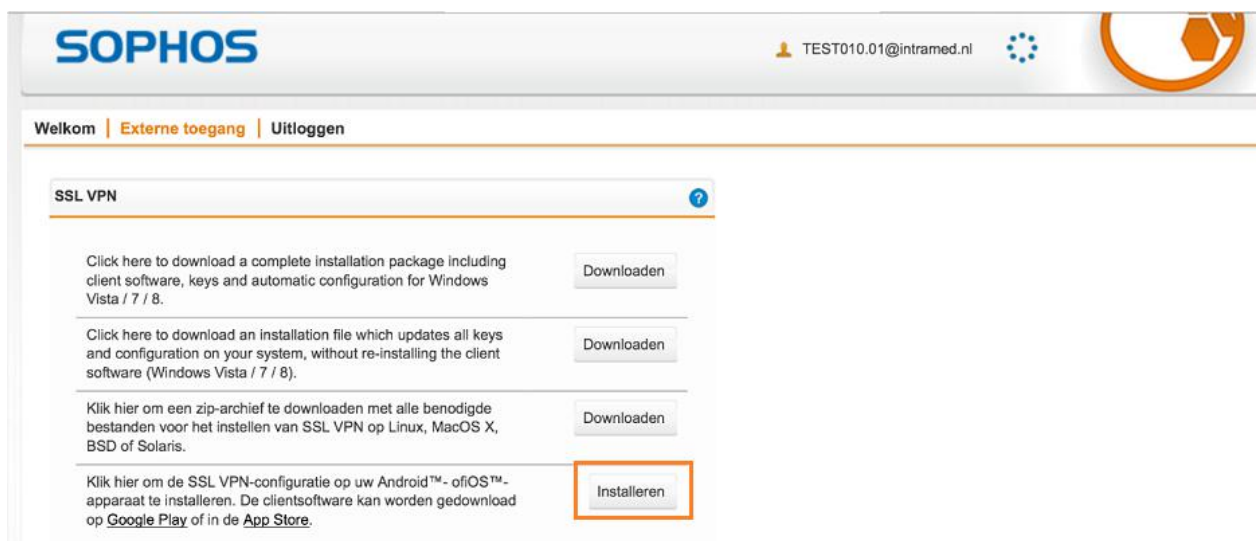 SOPHOS
TEST010.01@intramed.nl
Welkom | Externe toegang | Uitloggen
SSL VPN
?
Click here to download a complete installation package including
client software, keys and automatic configuration for Windows
Vista / 7 / 8.
Downloaden
Click here to download an installation file which updates all keys
and configuration on your system, without re-installing the client
software (Windows Vista / 7 / 8).
Downloaden
Klik hier om een zip-archief te downloaden met alle benodigde
bestanden voor het instellen van SSL VPN op Linux, MacOS X,
BSD of Solaris.
Downloaden
Klik hier om de SSL VPN-configuratie op uw Android™- ofiOS™-
apparaat te installeren. De clientsoftware kan worden gedownload
op Google Play of in de App Store.
Installeren